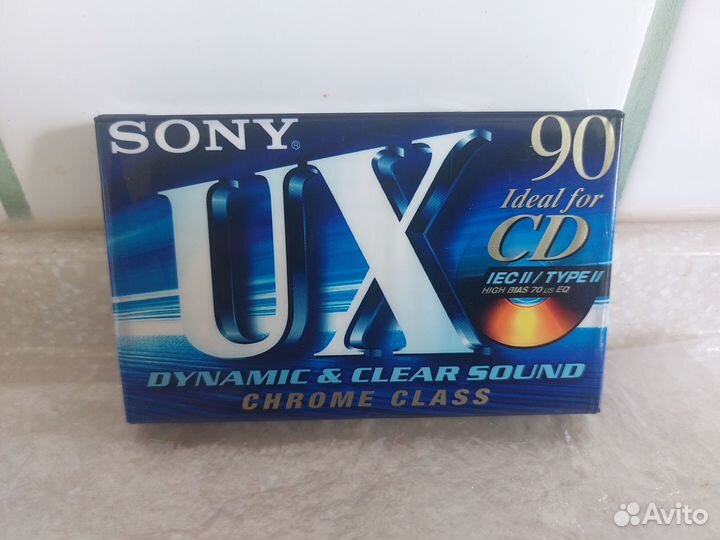 SONY®
90
UX
Ideal for
CD
IEC II / TYPE II
HIGH BIAS 70 µs EQ
DYNAMIC & CLEAR SOUND
CHROME CLASS
Avito